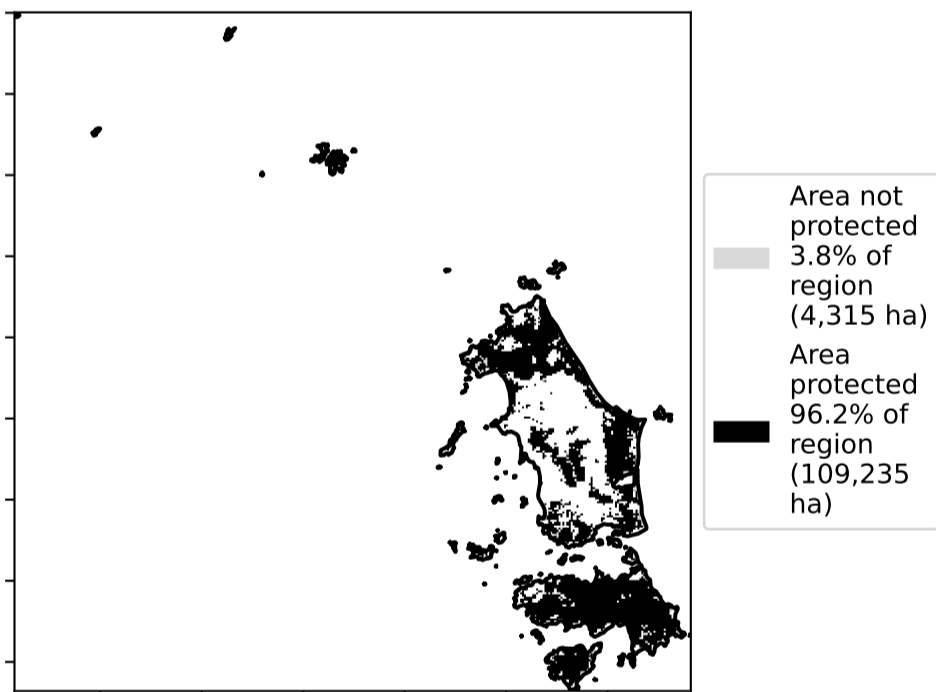 Area not
protected
3.8% of
region
(4,315 ha)
Area
protected
96.2% of
region
(109,235
ha)